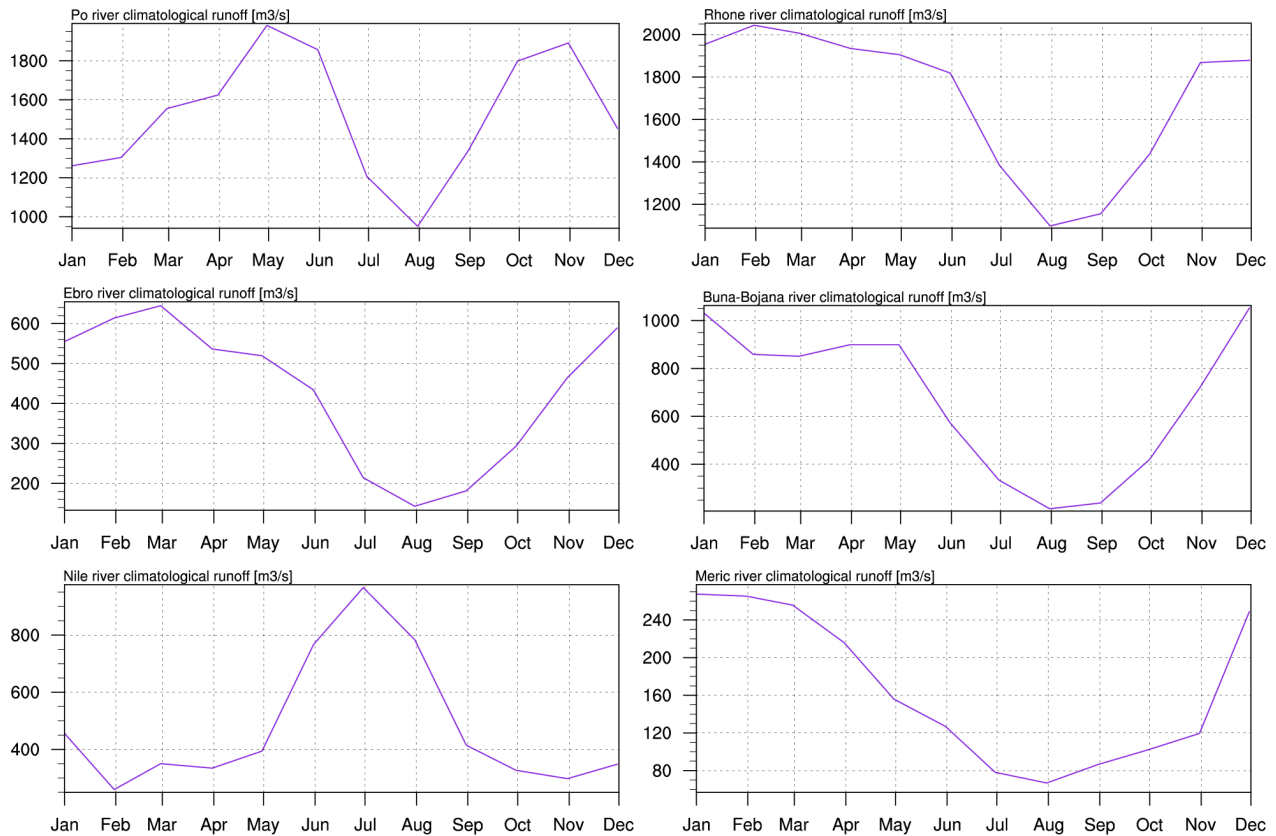 Po river climatological runoff [m3/s]
1800
1600
1400
1200
1000
Jan Feb Mar Apr May Jun Jul Aug Sep Oct Nov Dec
Rhone river climatological runoff [m3/s]
2000
1800
1600
1400
1200
Jan Feb Mar Apr May Jun Jul Aug Sep Oct Nov Dec
Ebro river climatological runoff [m3/s]
600
500
400
300
200
Jan Feb Mar Apr May Jun Jul Aug Sep Oct Nov Dec
Buna-Bojana river climatological runoff [m3/s]
1000
800
600
400
Jan Feb Mar Apr May Jun Jul Aug Sep Oct Nov Dec
Nile river climatological runoff [m3/s]
800
600
400
Jan Feb Mar Apr May Jun Jul Aug Sep Oct Nov Dec
Meric river climatological runoff [m3/s]
240
200
160
120
80
Jan Feb Mar Apr May Jun Jul Aug Sep Oct Nov Dec